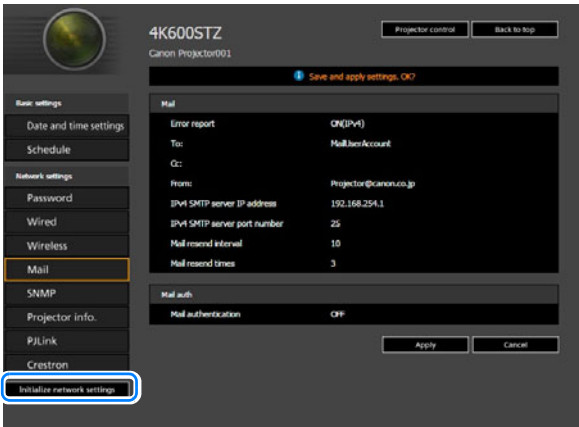 4K600STZ
Projector control
Back to top
Canon Projector001
Save and apply settings. OK?
Basic settings
Date and time settings
Schedule
Network settings
Password
Wired
Wireless
Mail
SNMP
Projector info.
PJLink
Crestron
Initialize network settings
Mail
Error report ON(IPv4)
To: MailUserAccount
Cc:
From: Projector@canon.co.jp
IPv4 SMTP server IP address 192.168.254.1
IPv4 SMTP server port number 25
Mail resend interval 10
Mail resend times 3
Mail auth
Mail authentication OFF
Apply
Cancel